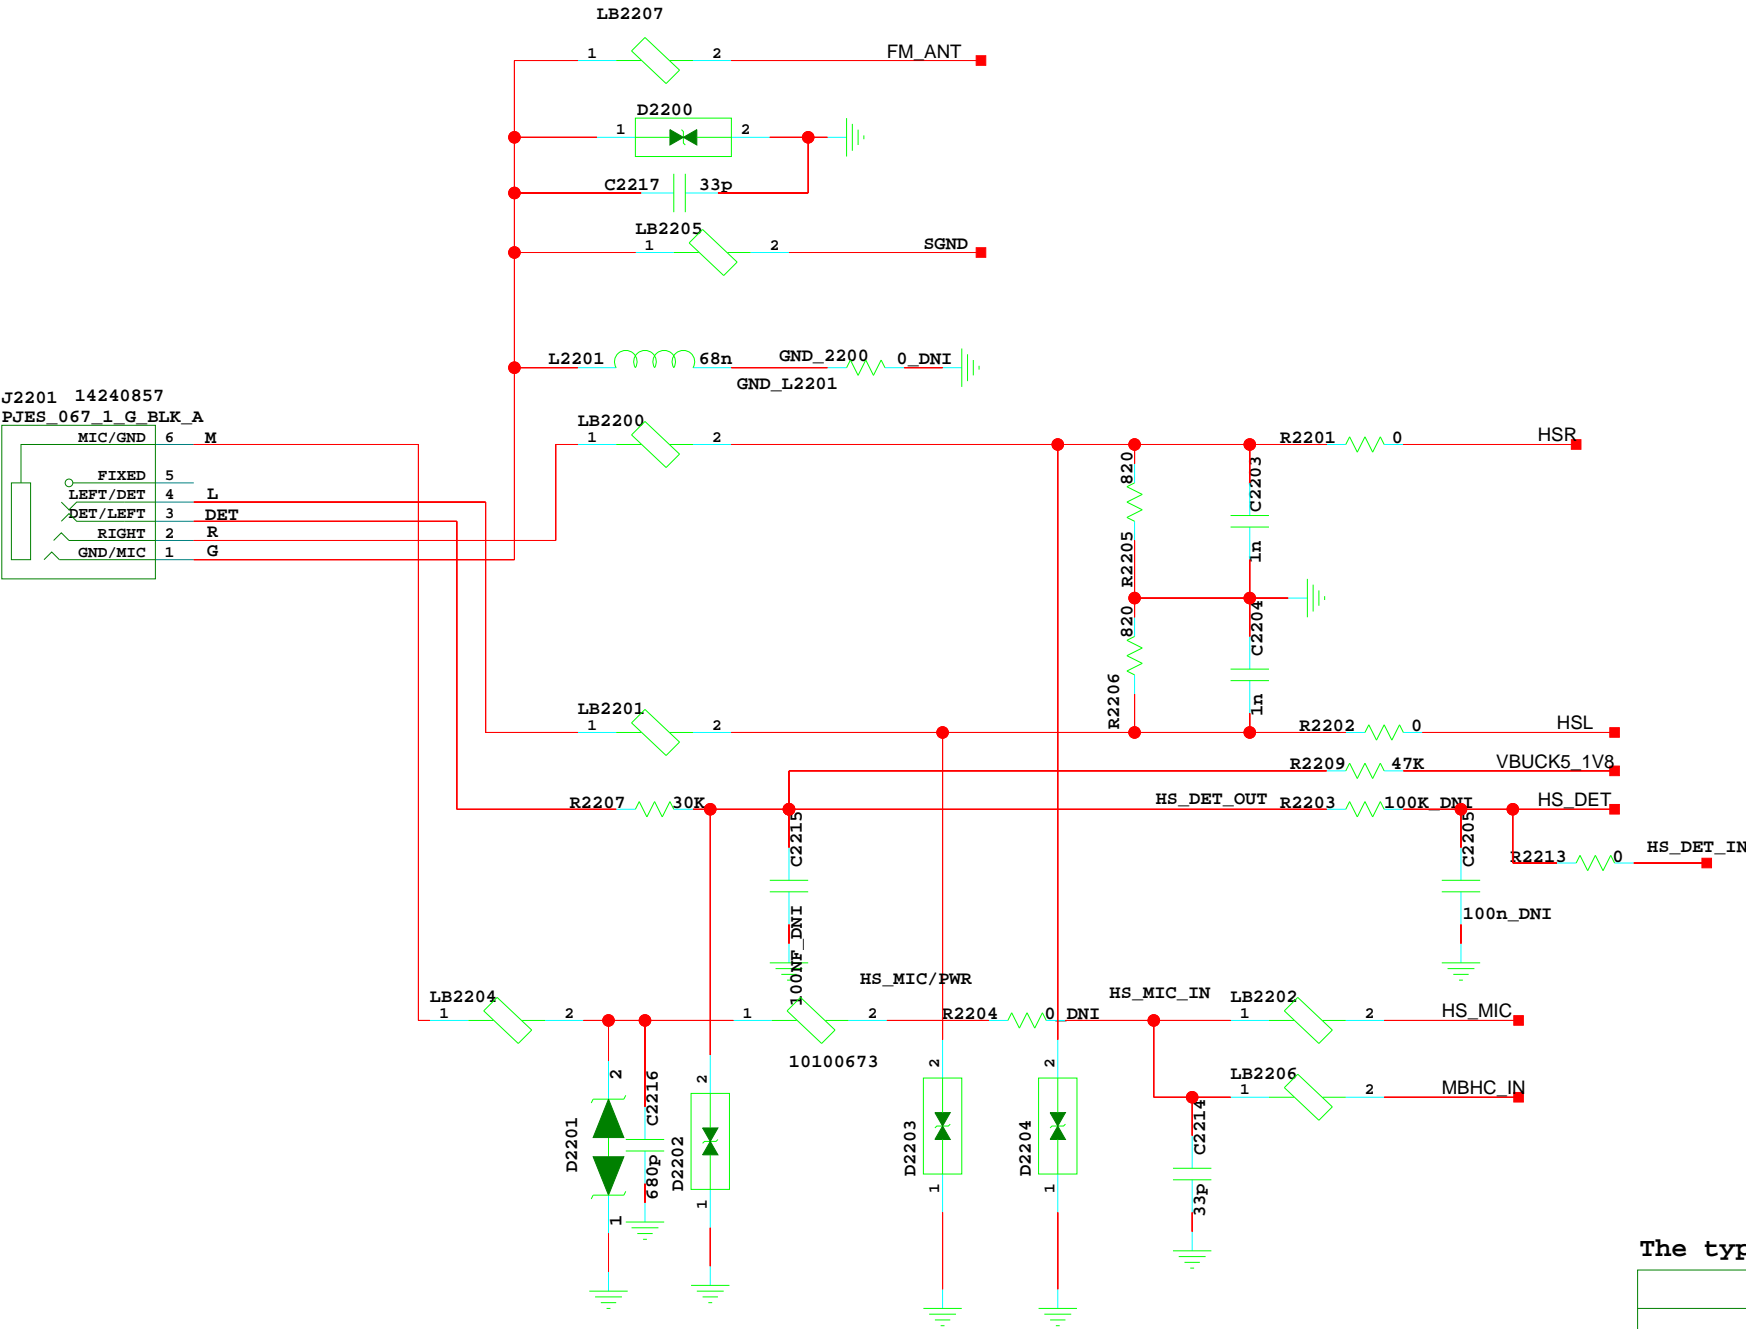 LB2207
1 2 FM_ANT
D2200
1 2
C2217 33p
LB2205
1 2 SGND
L2201 68n GND_2200 0_DNI
GND_L2201
J2201 14240857
PJES_067_1_G_BLK_A
MIC/GND 6 M
FIXED 5
LEFT/DET 4 L
DET/LEFT 3 DET
RIGHT 2 R
GND/MIC 1 G
LB2200
1 2 R2201 0 HSR
820
R2205
C2203
1n
820
R2206
C2204
1n
LB2201
1 2 R2202 0 HSL
R2209 47K VBUCK5_1V8
R2207 30K HS_DET_OUT R2203 100K_DNI HS_DET
C2215
100NF_DNI
C2205
100n_DNI
R2213 0 HS_DET_IN
LB2204
1 2
HS_MIC/PWR
1 2
10100673
R2204 0_DNI
HS_MIC_IN
LB2202
1 2 HS_MIC
LB2206
1 2 MBHC_IN
C2214
33p
D2201
2
1
C2216
680p
D2202
2
1
D2203
2
1
D2204
2
1
The typ